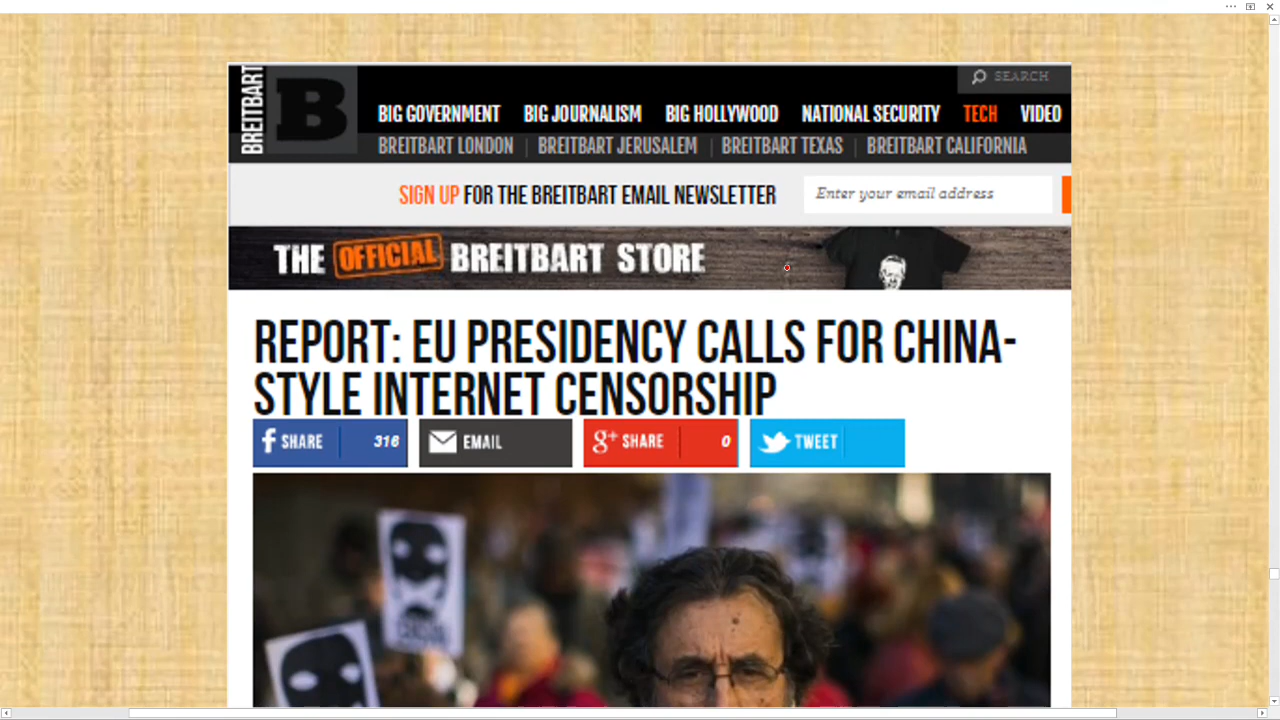 BREITBART
B
SEARCH
BIG GOVERNMENT BIG JOURNALISM BIG HOLLYWOOD NATIONAL SECURITY TECH VIDEO
BREITBART LONDON | BREITBART JERUSALEM | BREITBART TEXAS | BREITBART CALIFORNIA
SIGN UP FOR THE BREITBART EMAIL NEWSLETTER
Enter your email address
THE OFFICIAL BREITBART STORE
REPORT: EU PRESIDENCY CALLS FOR CHINA-
STYLE INTERNET CENSORSHIP
f SHARE 316
EMAIL
g+ SHARE 0
TWEET